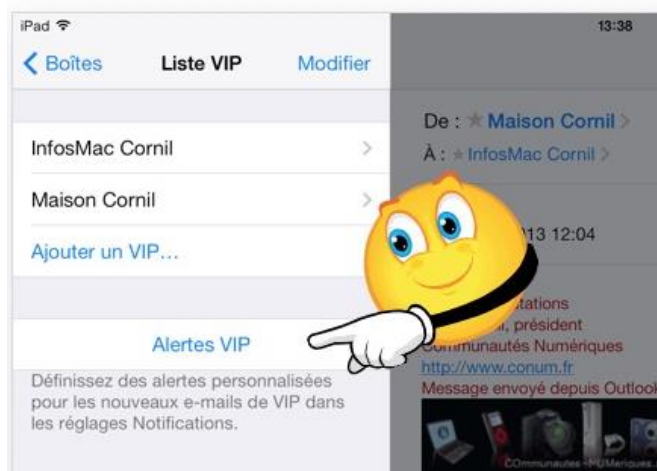 iPad 13:38
Boîtes Liste VIP Modifier
InfosMac Cornil
Maison Cornil
Ajouter un VIP...
Alertes VIP
Définissez des alertes personnalisées
pour les nouveaux e-mails de VIP dans
les réglages Notifications.
De : Maison Cornil
À : InfosMac Cornil
12:04
président
Communautés Numériques
http://www.conum.fr
Message envoyé depuis Outlook
COmmunautes -NUMeriques